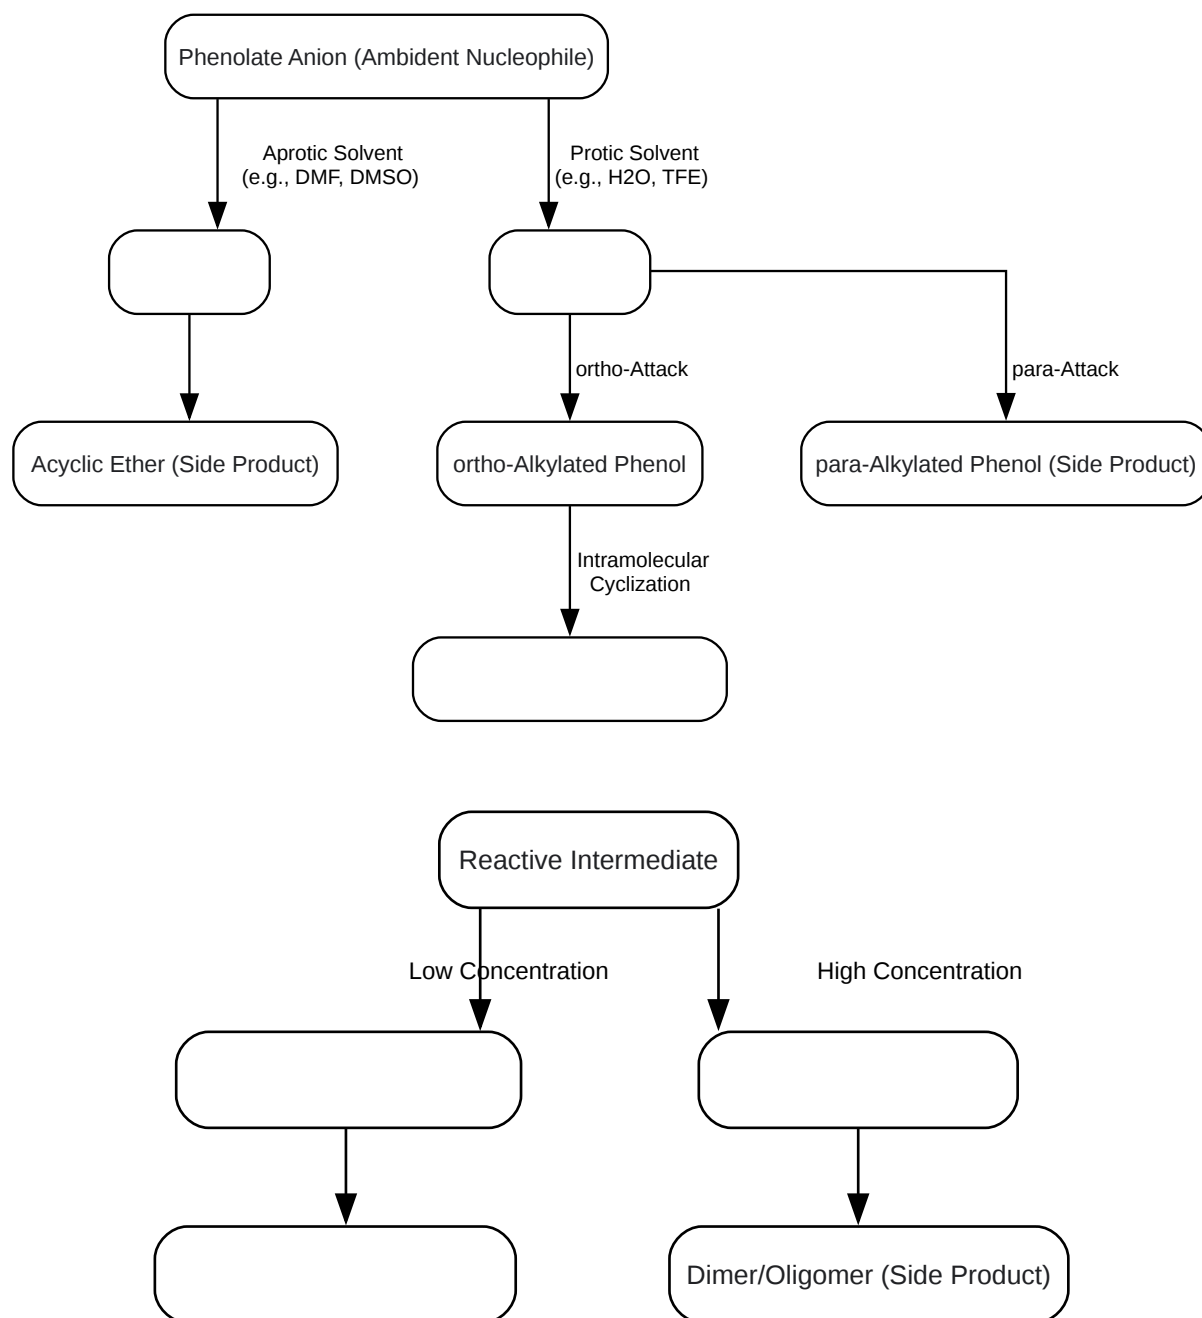 Phenolate Anion (Ambident Nucleophile)
Aprotic Solvent
(e.g., DMF, DMSO)
Protic Solvent
(e.g., H2O, TFE)
ortho-Attack
para-Attack
Acyclic Ether (Side Product)
ortho-Alkylated Phenol
para-Alkylated Phenol (Side Product)
Intramolecular
Cyclization
Reactive Intermediate
Low Concentration
High Concentration
Dimer/Oligomer (Side Product)